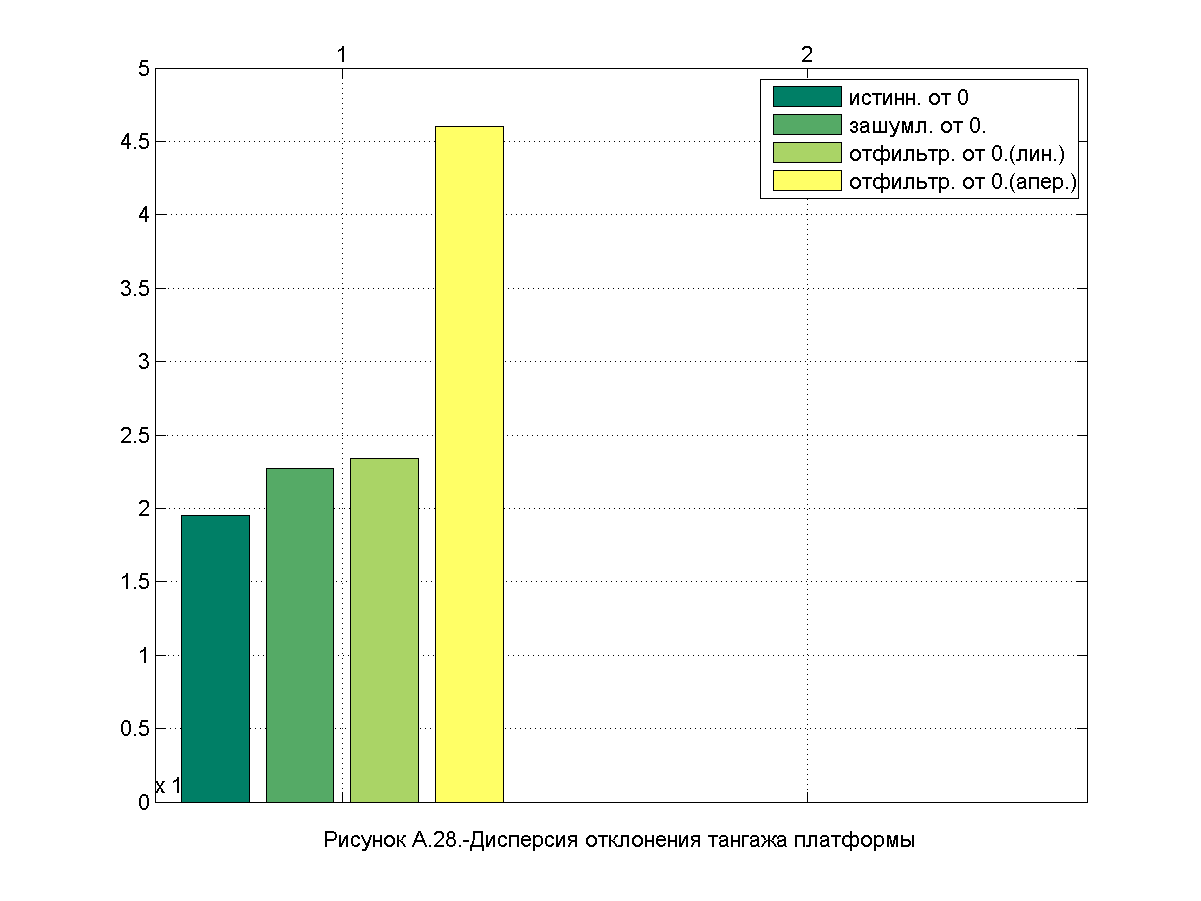 1 2
5
4.5
4
3.5
3
2.5
2
1.5
1
0.5
0
x 1
истинн. от 0
зашумл. от 0.
отфильтр. от 0.(лин.)
отфильтр. от 0.(апер.)
Рисунок А.28.-Дисперсия отклонения тангажа платформы